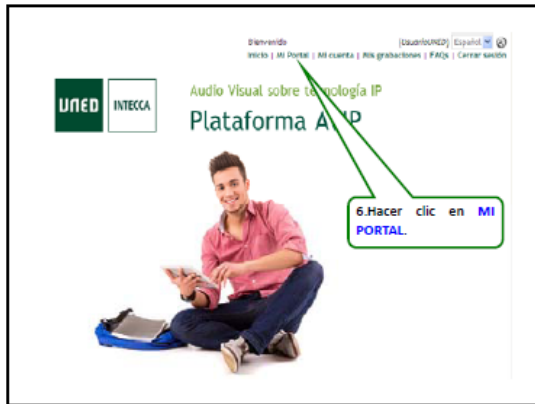 Bienvenido [UsuarioUNED] Español
Inicio | Mi Portal | Mi cuenta | Mis grabaciones | FAQs | Cerrar sesión
UNED INTECCA
Audio Visual sobre tecnología IP
Plataforma AVIP
6.Hacer clic en MI
PORTAL.